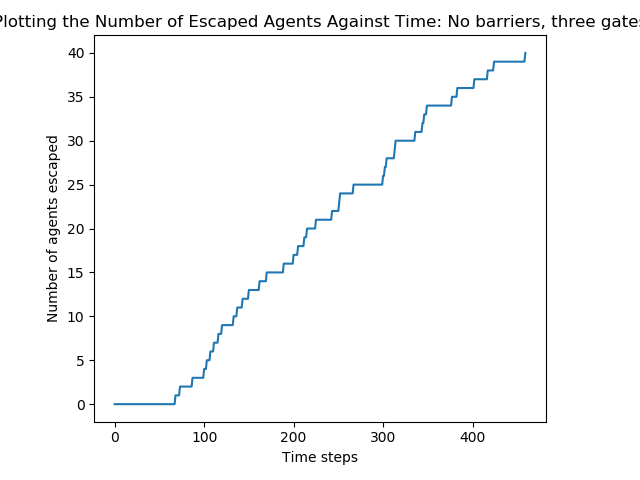 Plotting the Number of Escaped Agents Against Time: No barriers, three gates
40
35
30
25
20
15
10
5
0
Number of agents escaped
0 100 200 300 400
Time steps